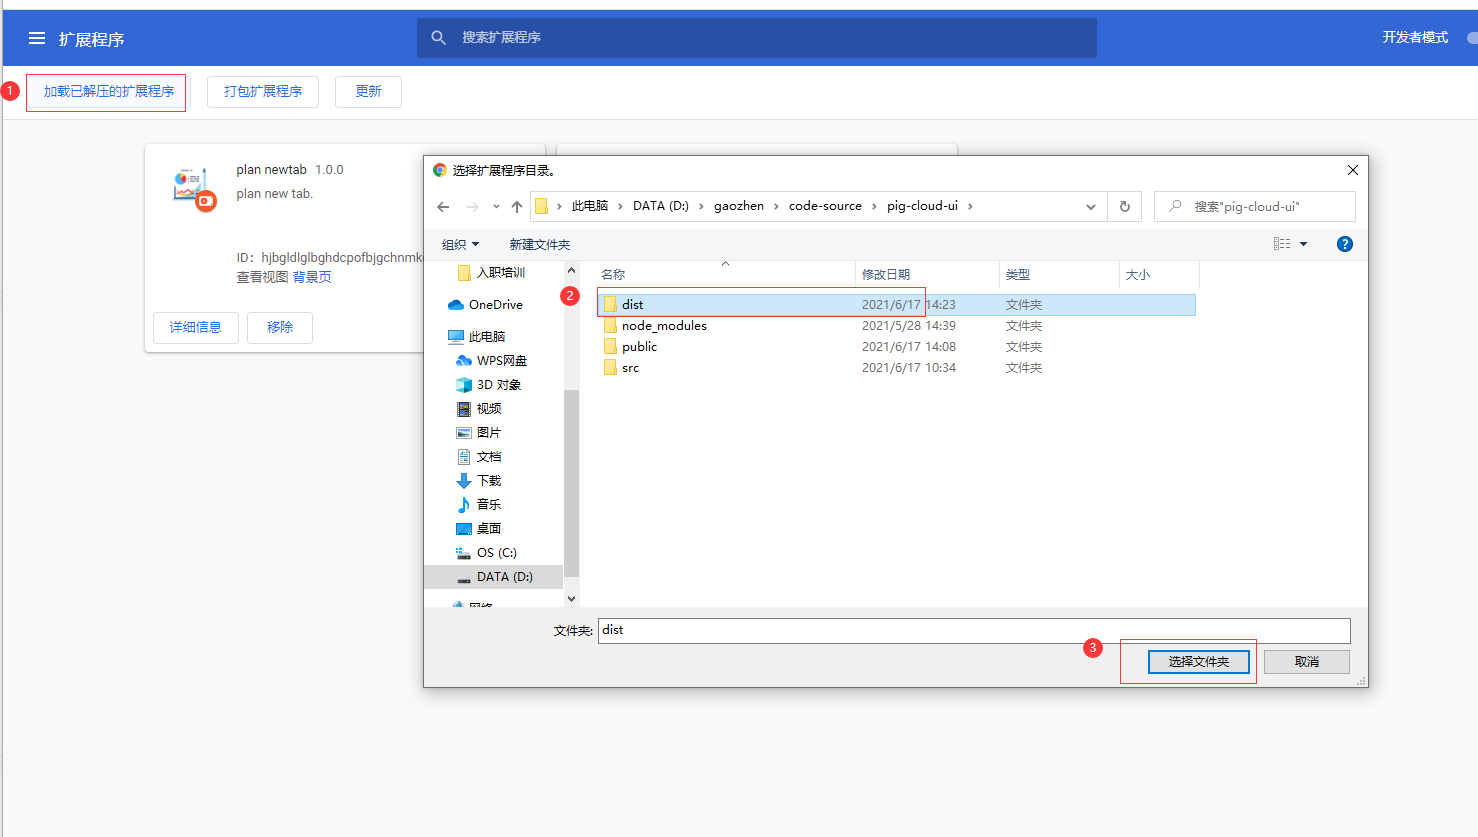 扩展程序
搜索扩展程序
开发者模式
1
加载已解压的扩展程序
打包扩展程序
更新
plan newtab 1.0.0
plan new tab.
ID: hjbgldlglbghdcpofbjgchnmk
查看视图 背景页
详细信息
移除
选择扩展程序目录。
此电脑 › DATA (D:) › gaozhen › code-source › pig-cloud-ui ›
搜索"pig-cloud-ui"
组织
新建文件夹
入职培训
OneDrive
此电脑
WPS网盘
3D 对象
视频
图片
文档
下载
音乐
桌面
OS (C:)
DATA (D:)
网络
名称 修改日期 类型 大小
2
dist 2021/6/17 14:23 文件夹
node_modules 2021/5/28 14:39 文件夹
public 2021/6/17 14:08 文件夹
src 2021/6/17 10:34 文件夹
文件夹: dist
3
选择文件夹
取消